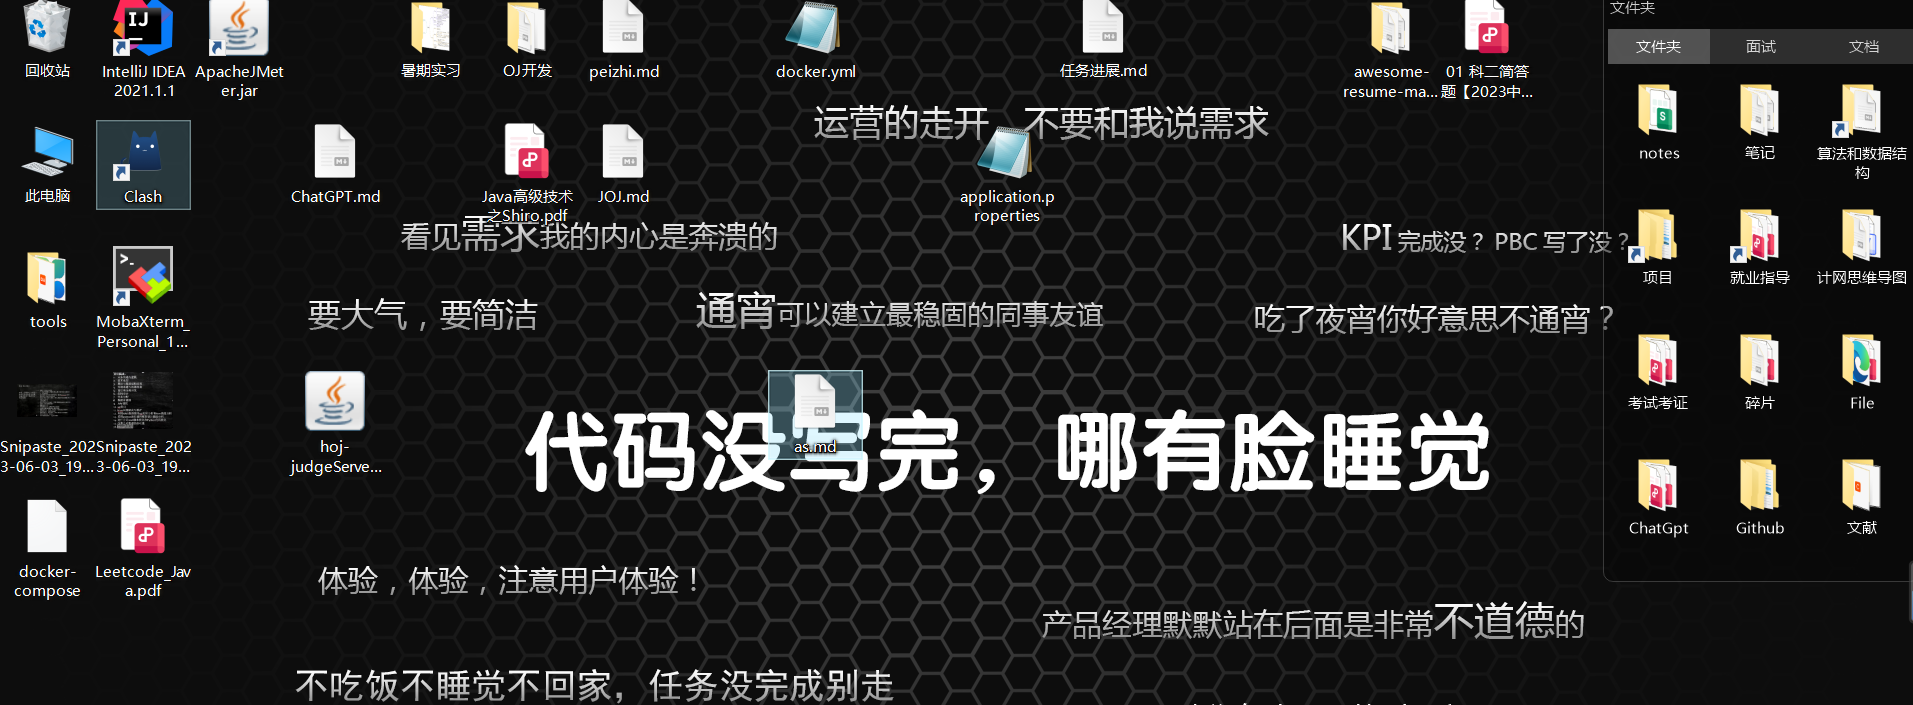 文件夹
文件夹 面试 文档
回收站
IntelliJ IDEA
2021.1.1
ApacheJMet
er.jar
暑期实习
OJ开发
peizhi.md
docker.yml
任务进展.md
awesome-
resume-ma...
01 科二简答
题【2023中...
运营的走开，不要和我说需求
此电脑
Clash
ChatGPT.md
Java高级技术
之Shiro.pdf
JOJ.md
application.p
roperties
notes
笔记
算法和数据结
构
看见需求我的内心是奔溃的
KPI 完成没？ PBC 写了没？
项目
就业指导
计网思维导图
tools
MobaXterm_
Personal_1...
要大气，要简洁
通宵可以建立最稳固的同事友谊
吃了夜宵你好意思不通宵？
考试考证
碎片
File
Snipaste_202
3-06-03_19...
Snipaste_202
3-06-03_19...
hoj-
judgeServe...
as.md
代码没写完，哪有脸睡觉
ChatGpt
Github
文献
docker-
compose
Leetcode_Jav
a.pdf
体验，体验，注意用户体验！
产品经理默默站在后面是非常不道德的
不吃饭不睡觉不回家，任务没完成别走